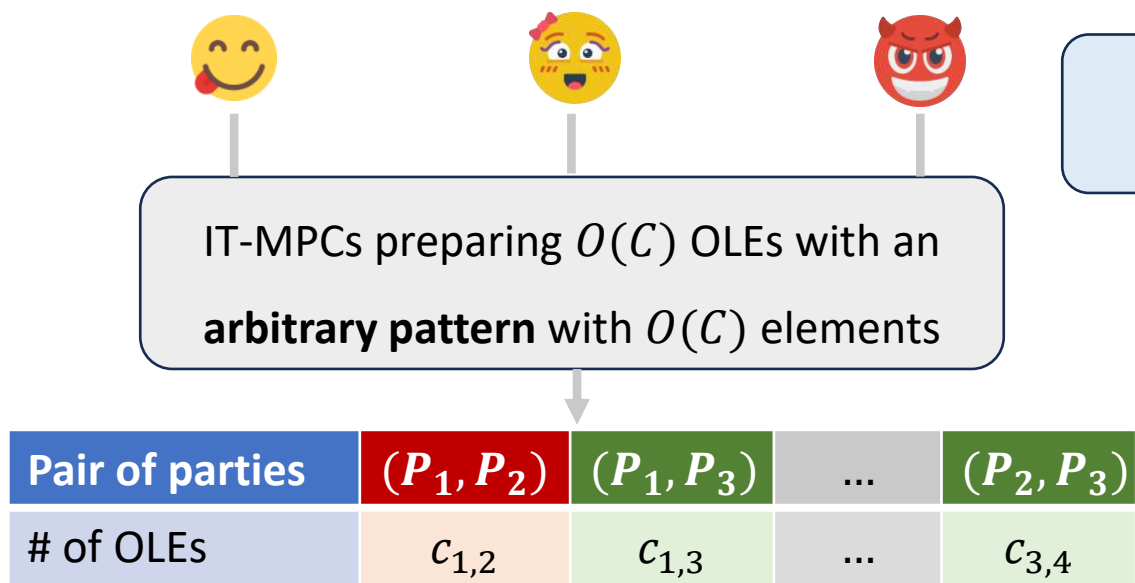 IT-MPCs preparing O(C) OLEs with an
arbitrary pattern with O(C) elements
Pair of parties (P₁, P₂) (P₁, P₃) ... (P₂, P₃)
# of OLEs c₁,₂ c₁,₃ ... c₃,₄